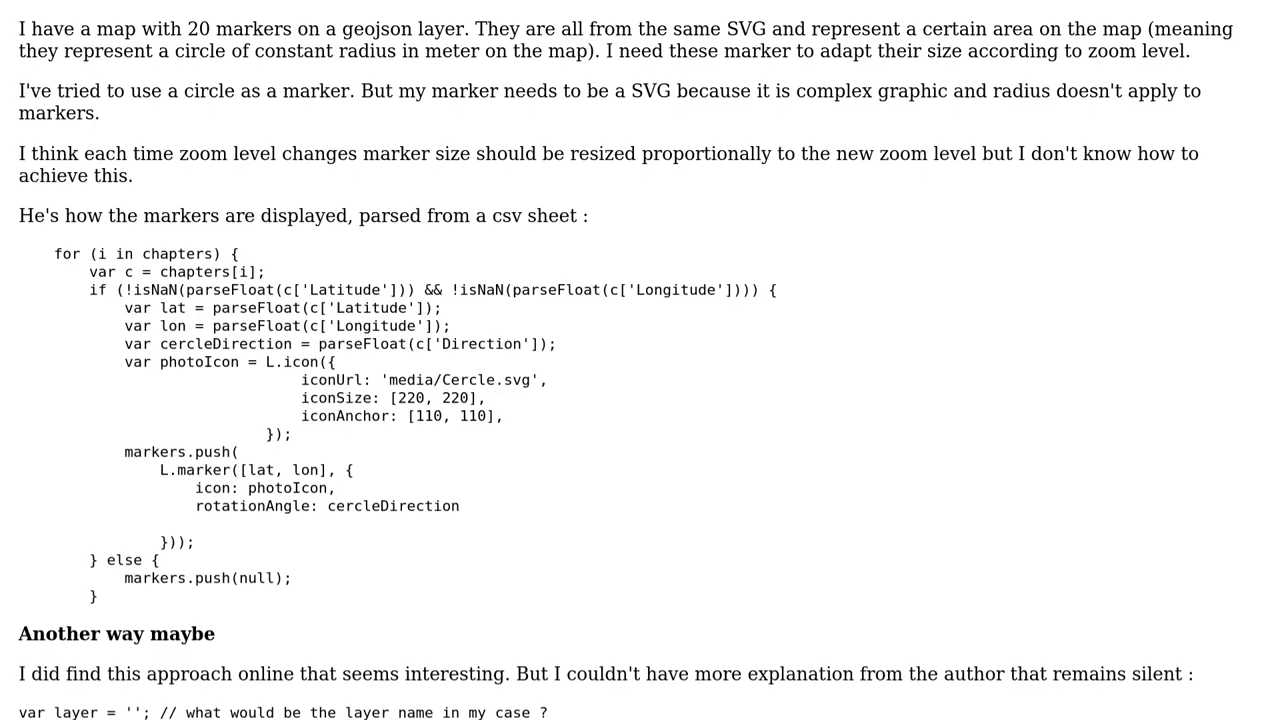 I have a map with 20 markers on a geojson layer. They are all from the same SVG and represent a certain area on the map (meaning
they represent a circle of constant radius in meter on the map). I need these marker to adapt their size according to zoom level.
I've tried to use a circle as a marker. But my marker needs to be a SVG because it is complex graphic and radius doesn't apply to
markers.
I think each time zoom level changes marker size should be resized proportionally to the new zoom level but I don't know how to
achieve this.
He's how the markers are displayed, parsed from a csv sheet :
for (i in chapters) {
var c = chapters[i];
if (!isNaN(parseFloat(c['Latitude'])) && !isNaN(parseFloat(c['Longitude']))) {
var lat = parseFloat(c['Latitude']);
var lon = parseFloat(c['Longitude']);
var cercleDirection = parseFloat(c['Direction']);
var photoIcon = L.icon({
iconUrl: 'media/Cercle.svg',
iconSize: [220, 220],
iconAnchor: [110, 110],
});
markers.push(
L.marker([lat, lon], {
icon: photoIcon,
rotationAngle: cercleDirection
}));
} else {
markers.push(null);
}
Another way maybe
I did find this approach online that seems interesting. But I couldn't have more explanation from the author that remains silent :
var layer = ''; // what would be the layer name in my case ?